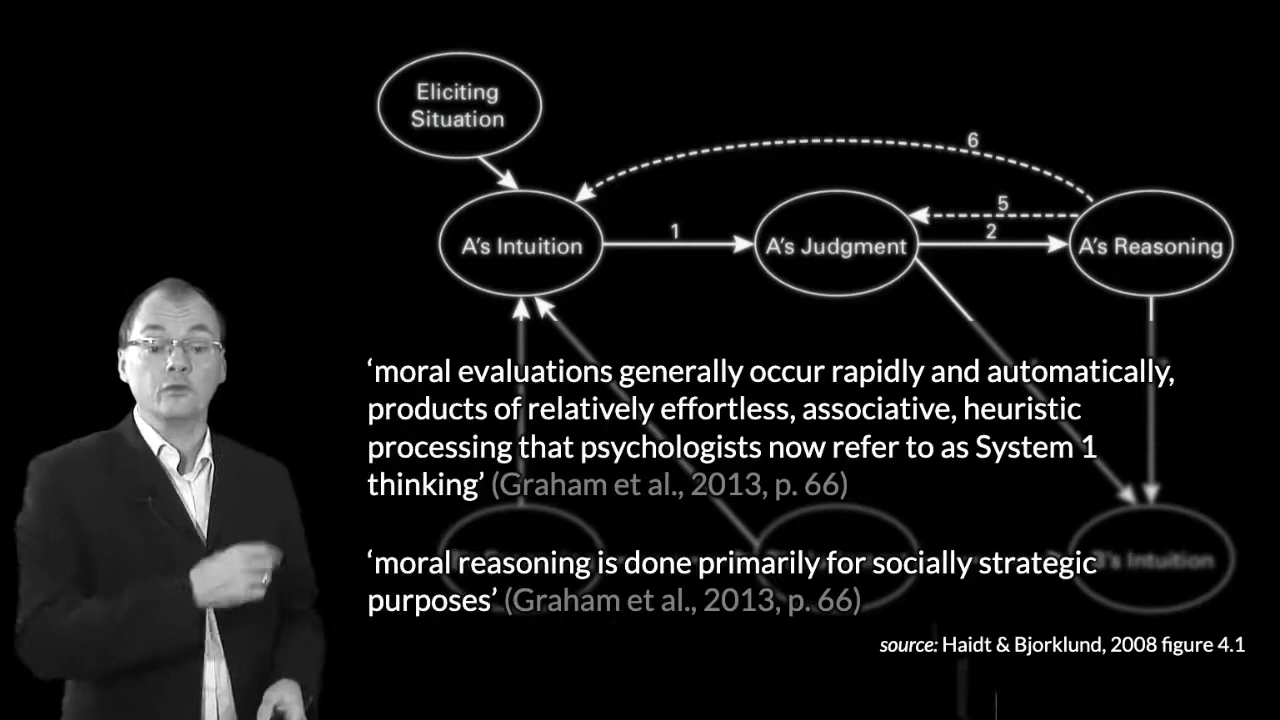 Eliciting
Situation
6
5
A's Intuition
1
A's Judgment
2
A's Reasoning
‘moral evaluations generally occur rapidly and automatically,
products of relatively effortless, associative, heuristic
processing that psychologists now refer to as System 1
thinking’ (Graham et al., 2013, p. 66)
‘moral reasoning is done primarily for socially strategic
Intuition
purposes’ (Graham et al., 2013, p. 66)
source: Haidt & Bjorklund, 2008 figure 4.1